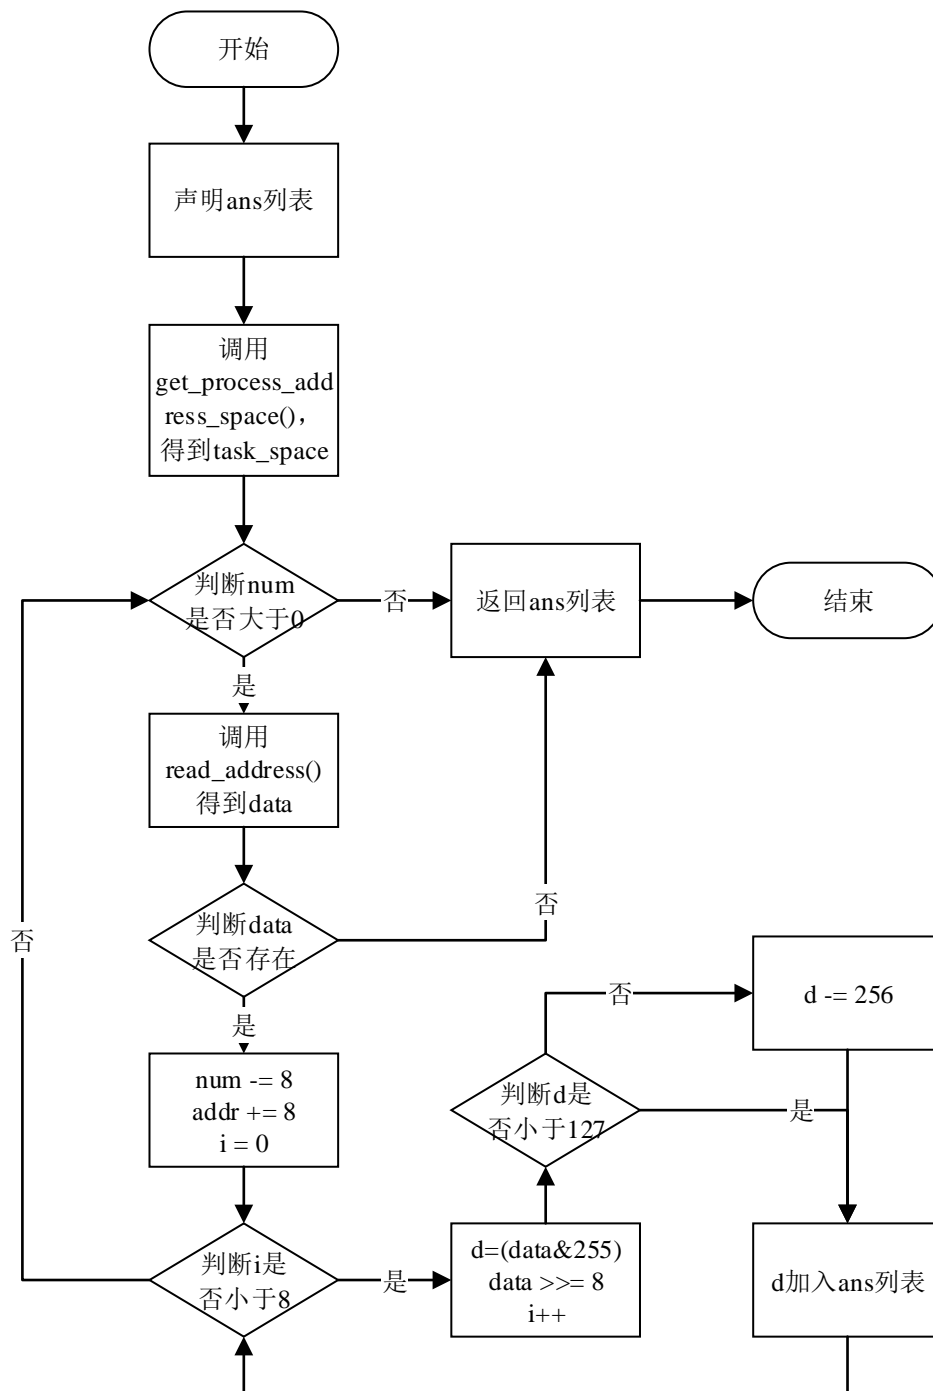 开始
声明ans列表
调用
get_process_add
ress_space()，
得到task_space
判断num
是否大于0
否
返回ans列表
结束
是
调用
read_address()
得到data
判断data
是否存在
否
否
是
num -= 8
addr += 8
i = 0
否
d -= 256
判断d是
否小于127
是
判断i是
否小于8
是
d=(data&255)
data >>= 8
i++
d加入ans列表